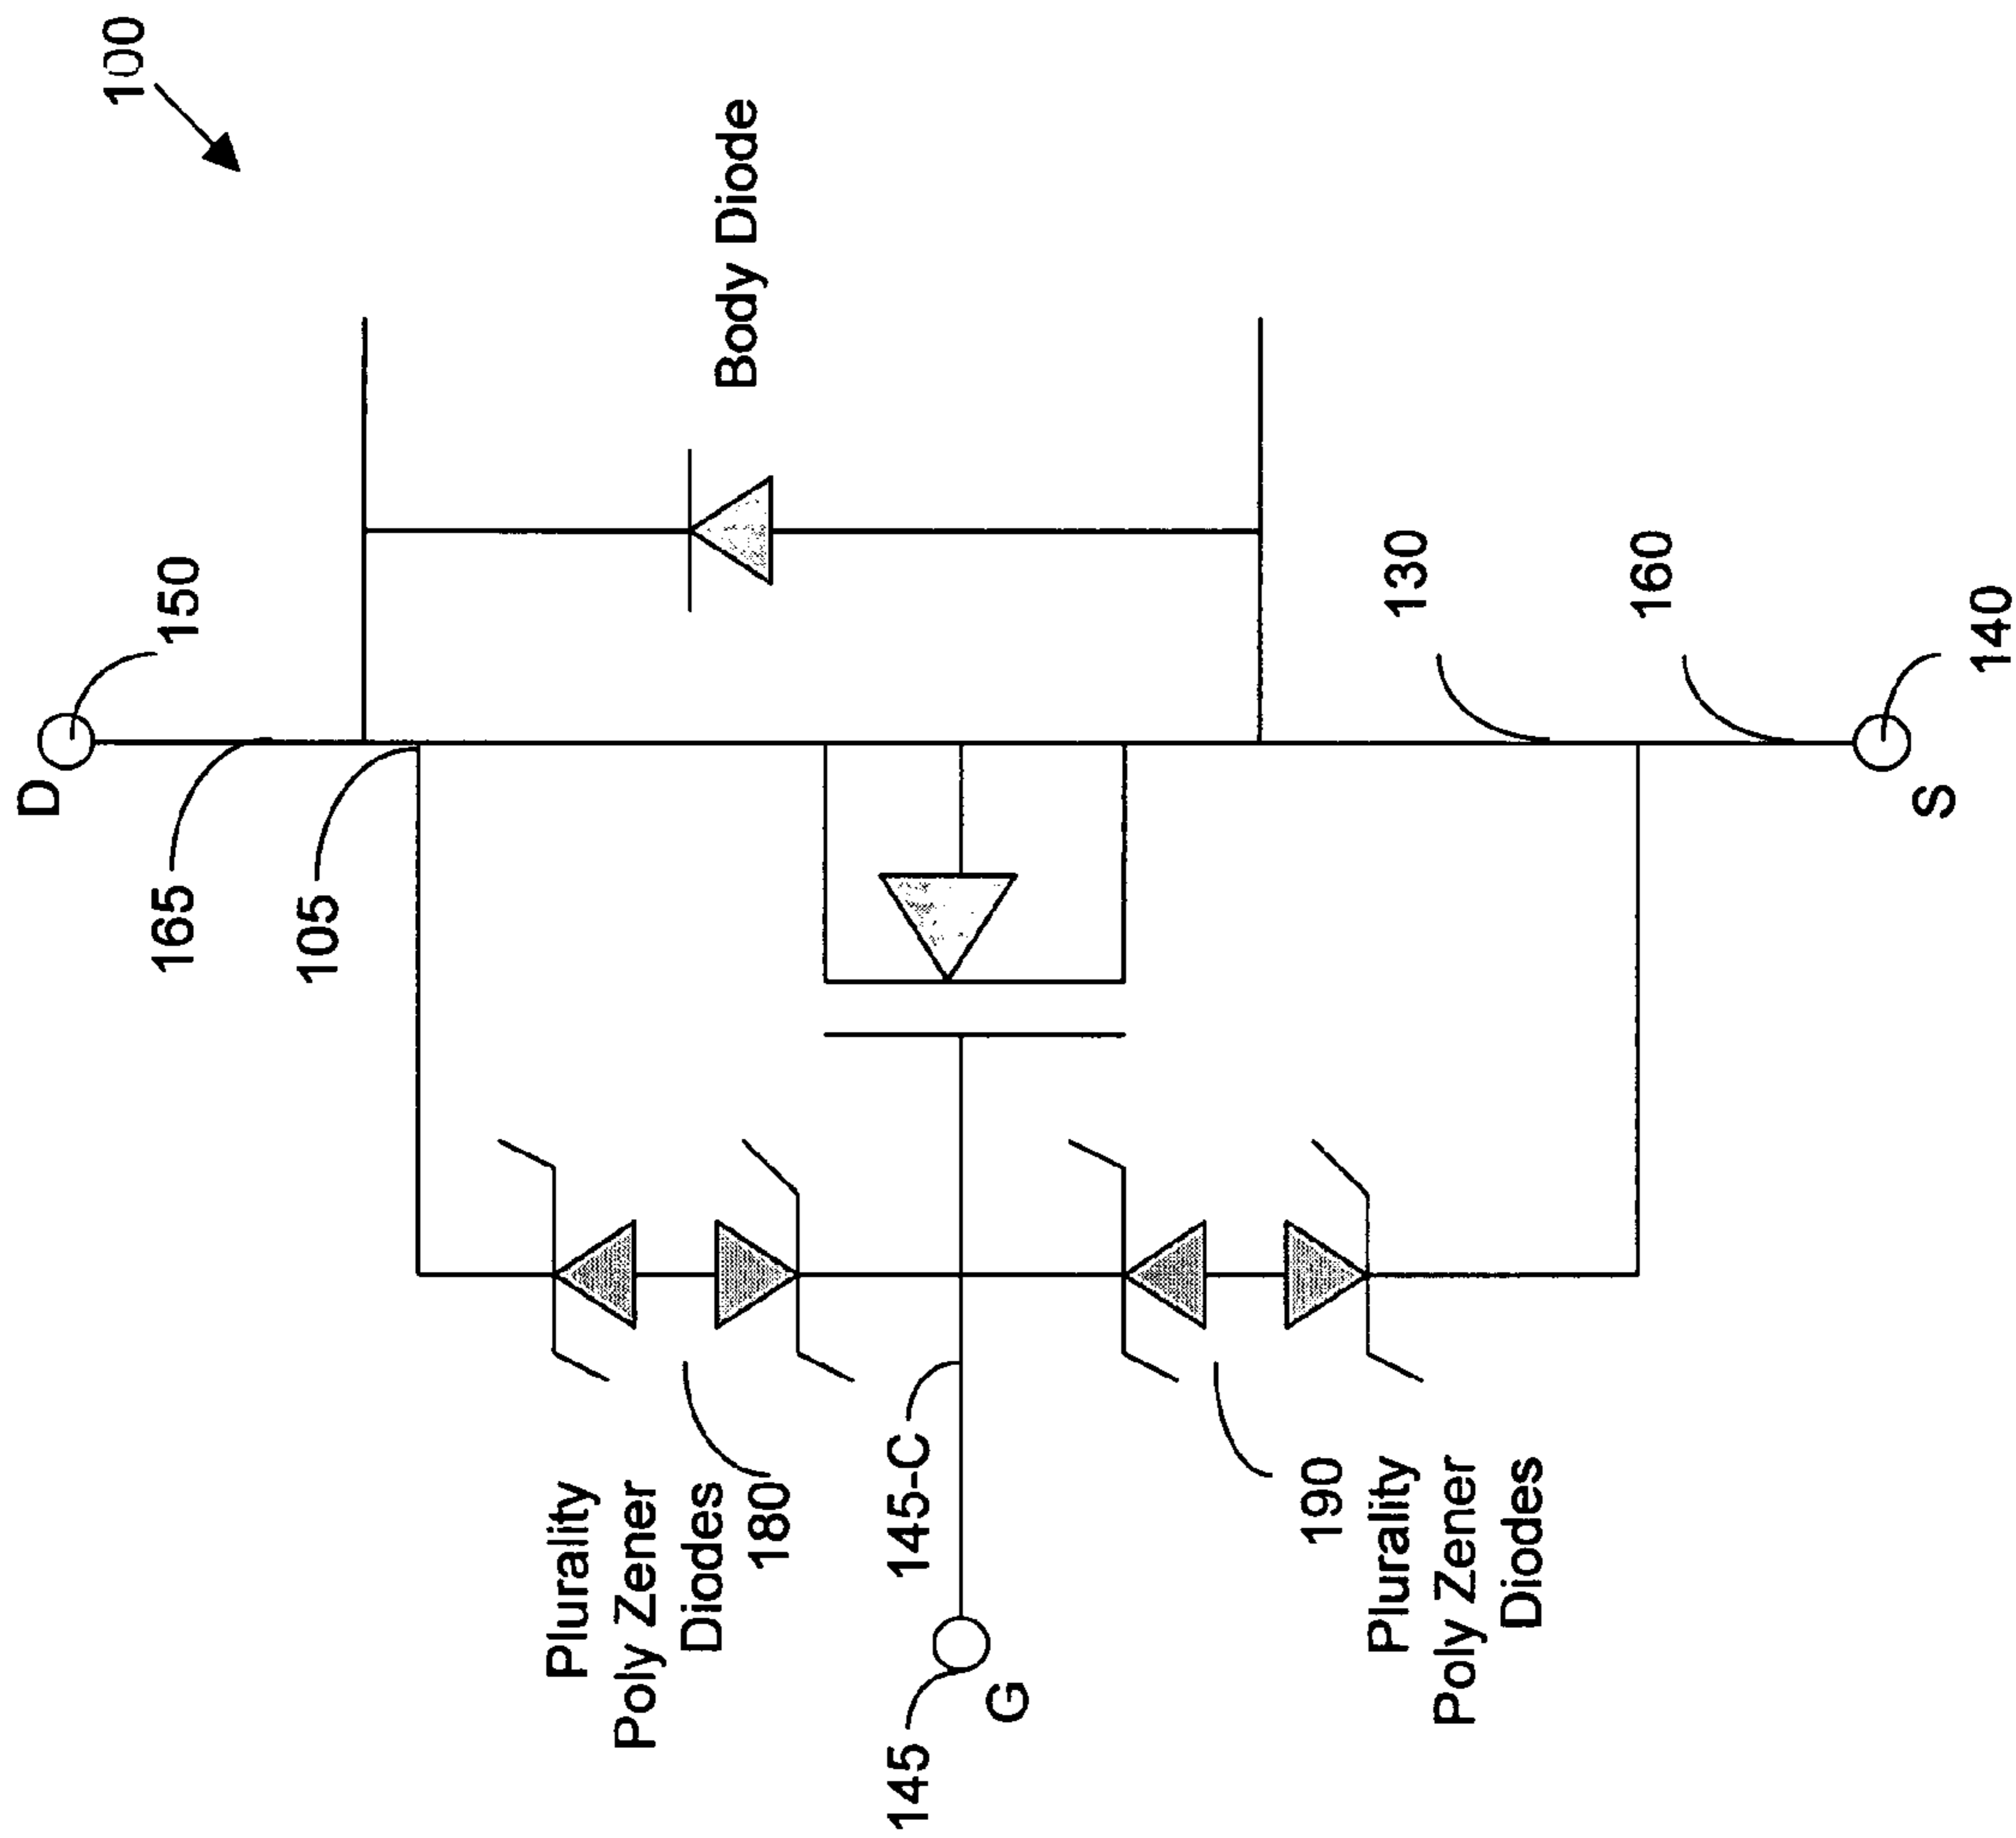 100
D
150
165
105
Body Diode
130
160
S
140
Plurality
Poly Zener
Diodes
180
145-C
145
G
190
Plurality
Poly Zener
Diodes